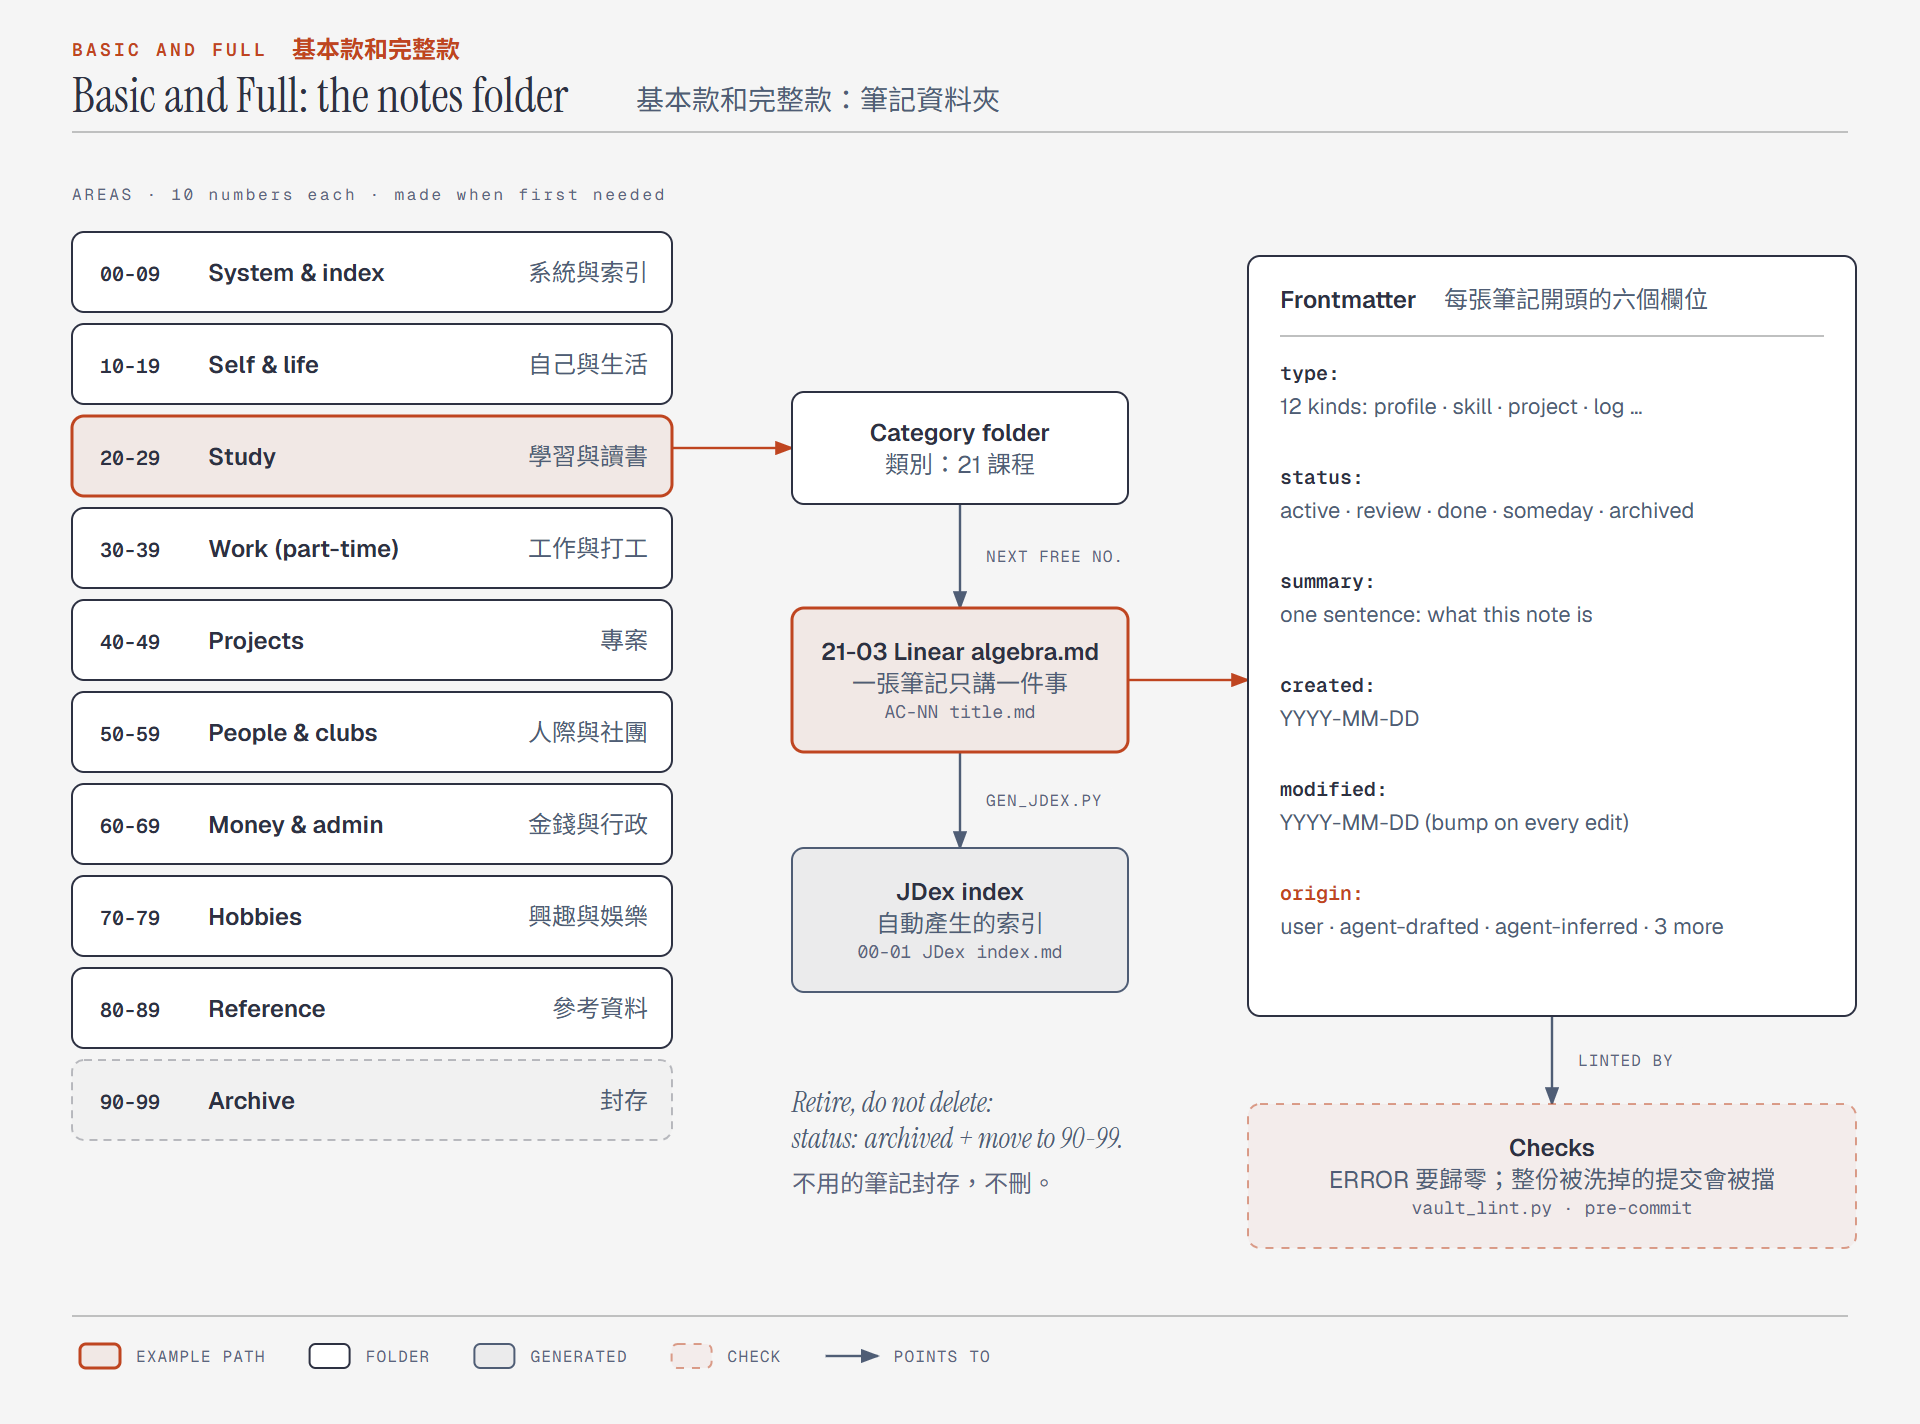 BASIC AND FULL 基本款和完整款
Basic and Full: the notes folder 基本款和完整款：筆記資料夾
AREAS · 10 numbers each · made when first needed
00-09 System & index 系統與索引
10-19 Self & life 自己與生活
20-29 Study 學習與讀書
30-39 Work (part-time) 工作與打工
40-49 Projects 專案
50-59 People & clubs 人際與社團
60-69 Money & admin 金錢與行政
70-79 Hobbies 興趣與娛樂
80-89 Reference 參考資料
90-99 Archive 封存
Category folder
類別：21 課程
NEXT FREE NO.
21-03 Linear algebra.md
一張筆記只講一件事
AC-NN title.md
GEN_JDEX.PY
JDex index
自動產生的索引
00-01 JDex index.md
Retire, do not delete:
status: archived + move to 90-99.
不用的筆記封存，不刪。
Frontmatter 每張筆記開頭的六個欄位
type:
12 kinds: profile · skill · project · log …
status:
active · review · done · someday · archived
summary:
one sentence: what this note is
created:
YYYY-MM-DD
modified:
YYYY-MM-DD (bump on every edit)
origin:
user · agent-drafted · agent-inferred · 3 more
LINTED BY
Checks
ERROR 要歸零；整份被洗掉的提交會被擋
vault_lint.py · pre-commit
EXAMPLE PATH
FOLDER
GENERATED
CHECK
POINTS TO